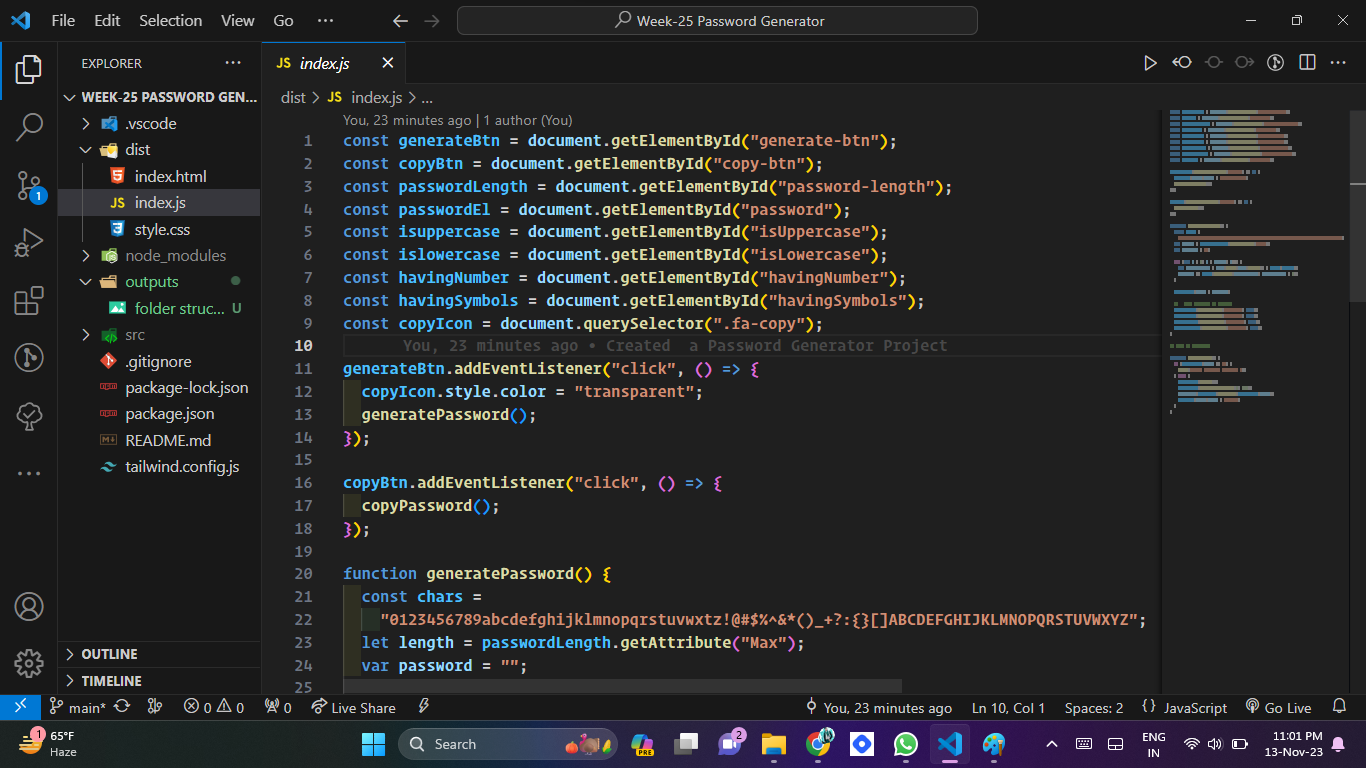 File Edit Selection View Go ··· Week-25 Password Generator
EXPLORER ···
WEEK-25 PASSWORD GEN...
.vscode
dist
index.html
JS index.js
style.css
node_modules
outputs
folder struc... U
src
.gitignore
package-lock.json
package.json
README.md
tailwind.config.js
OUTLINE
TIMELINE
1
JS index.js
dist > JS index.js > ...
You, 23 minutes ago | 1 author (You)
1 const generateBtn = document.getElementById("generate-btn");
2 const copyBtn = document.getElementById("copy-btn");
3 const passwordLength = document.getElementById("password-length");
4 const passwordEl = document.getElementById("password");
5 const isuppercase = document.getElementById("isUppercase");
6 const islowercase = document.getElementById("isLowercase");
7 const havingNumber = document.getElementById("havingNumber");
8 const havingSymbols = document.getElementById("havingSymbols");
9 const copyIcon = document.querySelector(".fa-copy");
10 You, 23 minutes ago • Created  a Password Generator Project
11 generateBtn.addEventListener("click", () => {
12 copyIcon.style.color = "transparent";
13 generatePassword();
14 });
15
16 copyBtn.addEventListener("click", () => {
17 copyPassword();
18 });
19
20 function generatePassword() {
21 const chars =
22 "0123456789abcdefghijklmnopqrstuvwxtz!@#$%^&*()_+?:{}[]ABCDEFGHIJKLMNOPQRSTUVWXYZ";
23 let length = passwordLength.getAttribute("Max");
24 var password = "";
25
main* 0 0 0 Live Share You, 23 minutes ago Ln 10, Col 1 Spaces: 2 {} JavaScript Go Live
1 65°F
Haze
Search
PRE
2
ENG
IN
11:01 PM
13-Nov-23